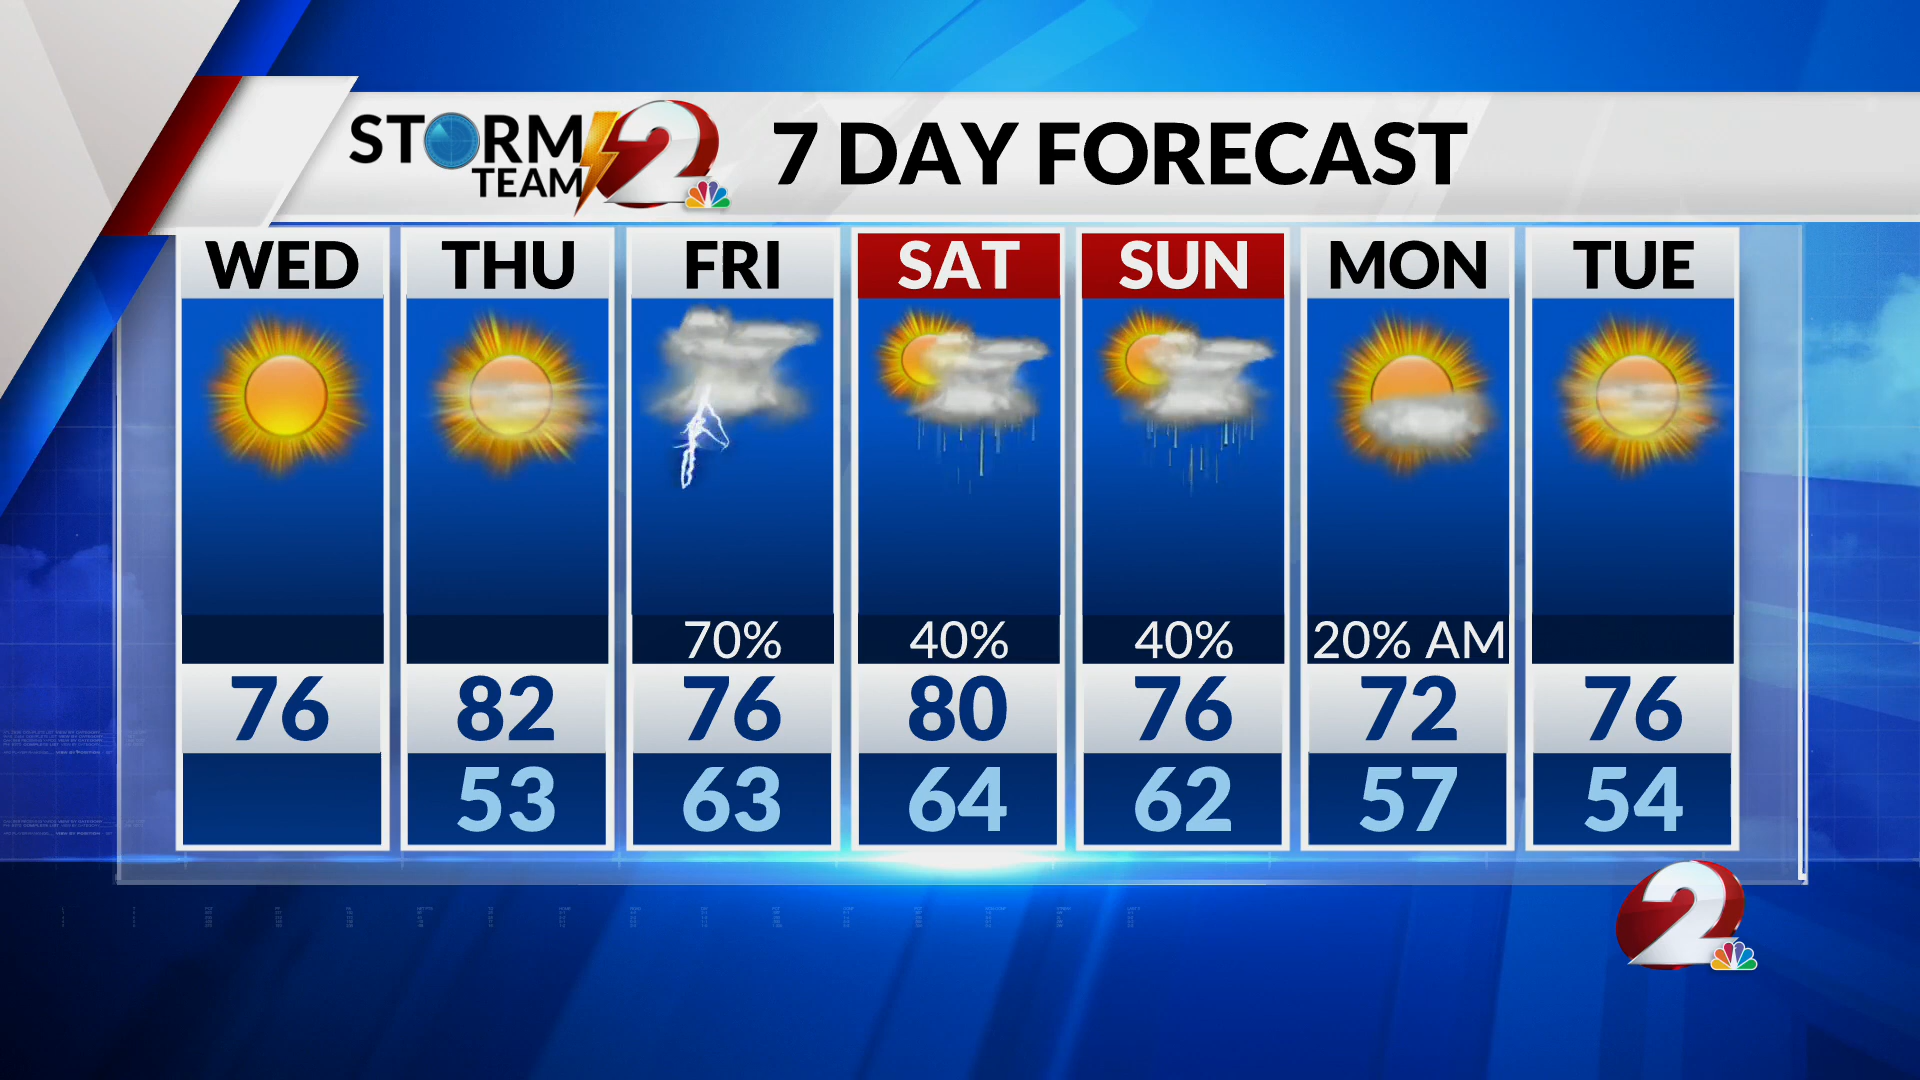 STORM
TEAM
2
7 DAY FORECAST
WED THU FRI SAT SUN MON TUE
70% 40% 40% 20% AM
76 82 76 80 76 72 76
53 63 64 62 57 54
2